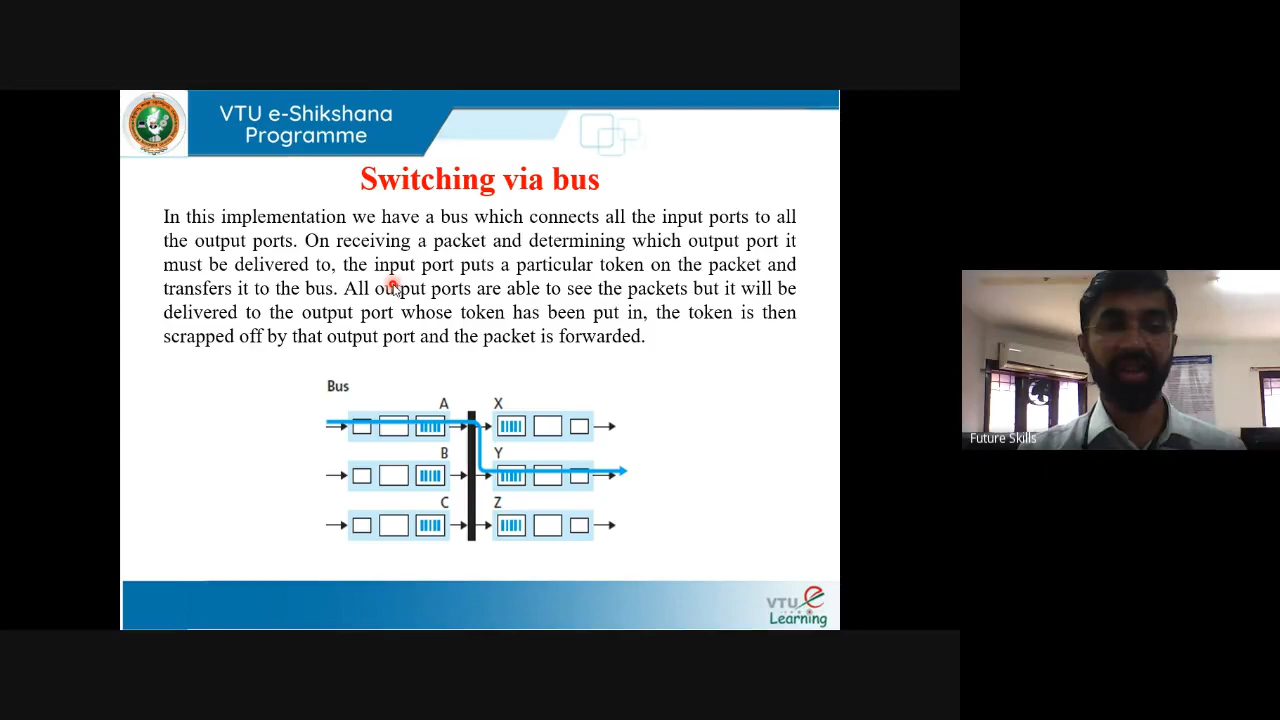 VTU e-Shikshana
Programme
Switching via bus
In this implementation we have a bus which connects all the input ports to all
the output ports. On receiving a packet and determining which output port it
must be delivered to, the input port puts a particular token on the packet and
transfers it to the bus. All output ports are able to see the packets but it will be
delivered to the output port whose token has been put in, the token is then
scrapped off by that output port and the packet is forwarded.
Bus
A
X
B
Y
C
Z
VTU e
Learning
Future Skills